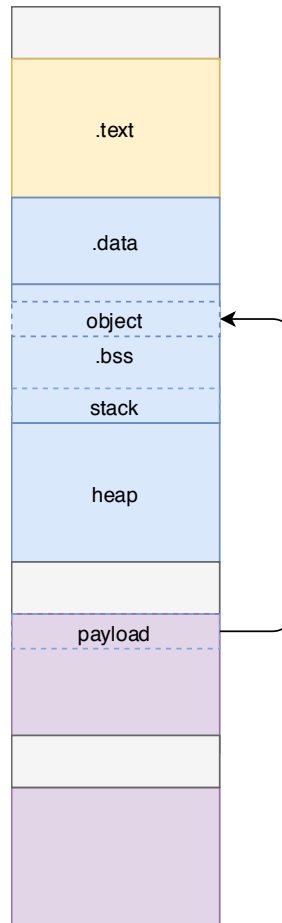 .text
.data
object
.bss
stack
heap
payload